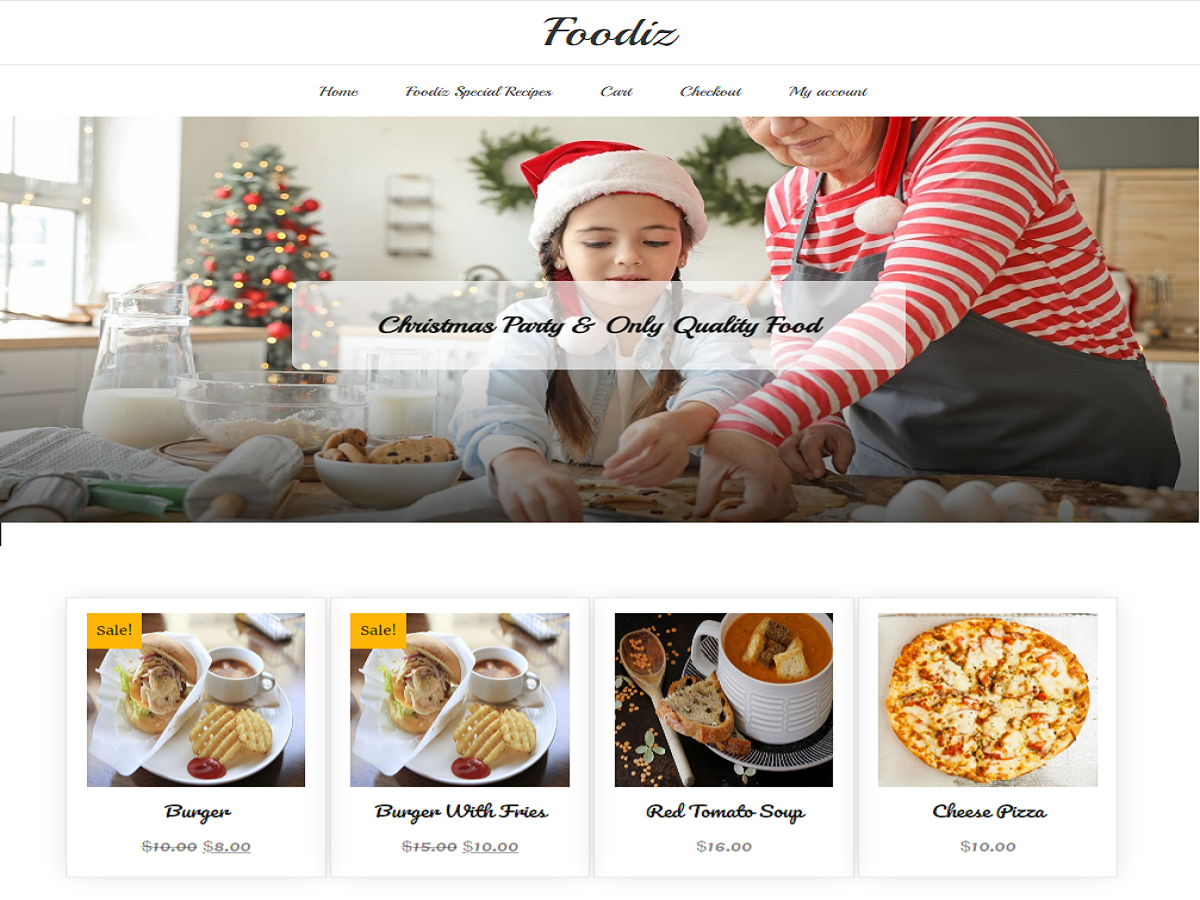 Foodiz
Home Foodiz Special Recipes Cart Checkout My account
Christmas Party & Only Quality Food
Sale! Sale!
Burger Burger With Fries Red Tomato Soup Cheese Pizza
$10.00 $8.00 $15.00 $10.00 $16.00 $10.00